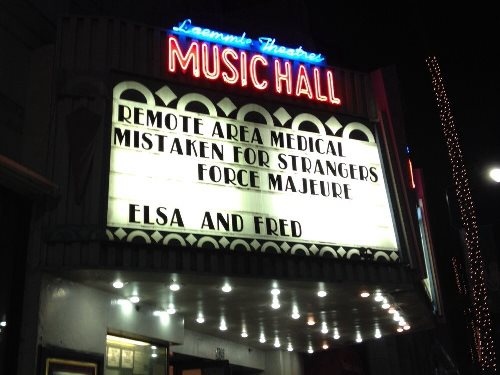 Laemmle Theatres
MUSIC HALL
REMOTE AREA MEDICAL
MISTAKEN FOR STRANGERS
FORCE MAJEURE
ELSA AND FRED